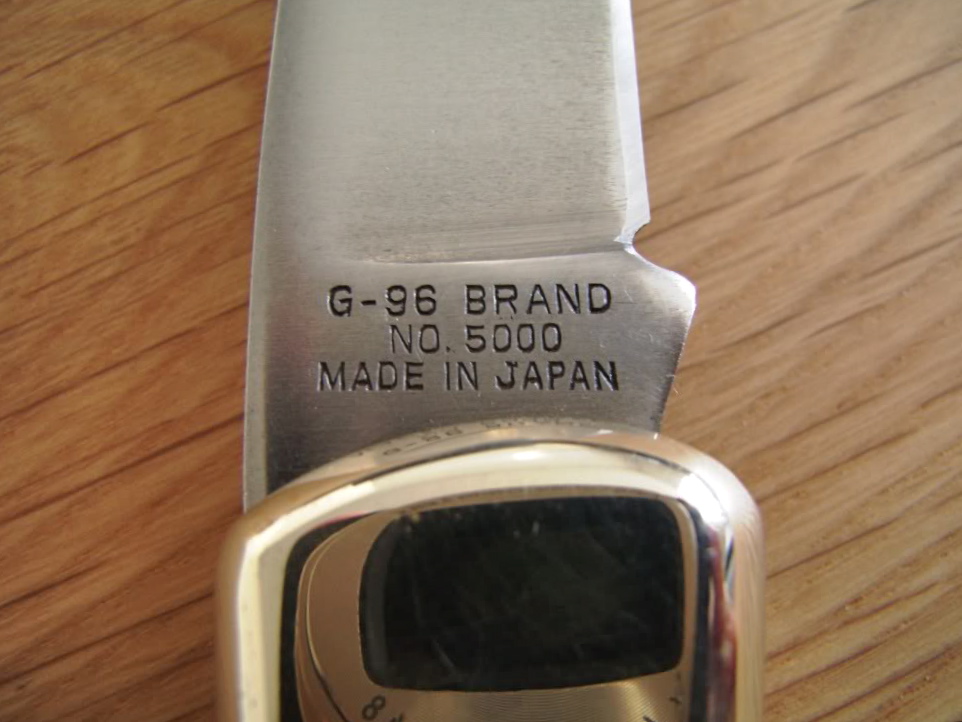 G-96 BRAND
NO. 5000
MADE IN JAPAN